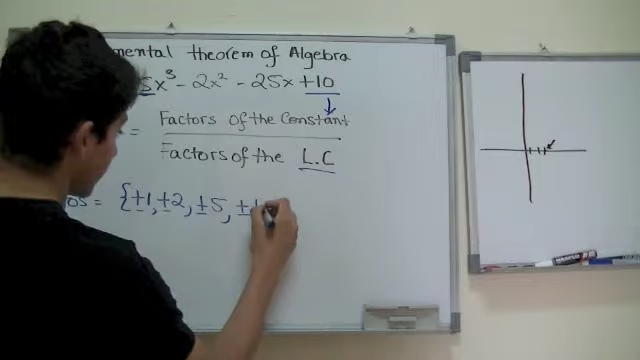 mental theorem of Algebra
5x³ - 2x² - 25x + 10
= Factors of the Constant
Factors of the L.C
os = {±1, ±2, ±5, ±1